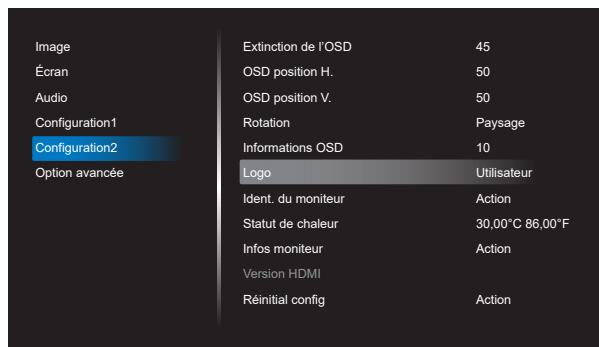 Image
Écran
Audio
Configuration1
Configuration2
Option avancée
Extinction de l'OSD 45
OSD position H. 50
OSD position V. 50
Rotation Paysage
Informations OSD 10
Logo Utilisateur
Ident. du moniteur Action
Statut de chaleur 30,00°C 86,00°F
Infos moniteur Action
Version HDMI
Réinitial config Action